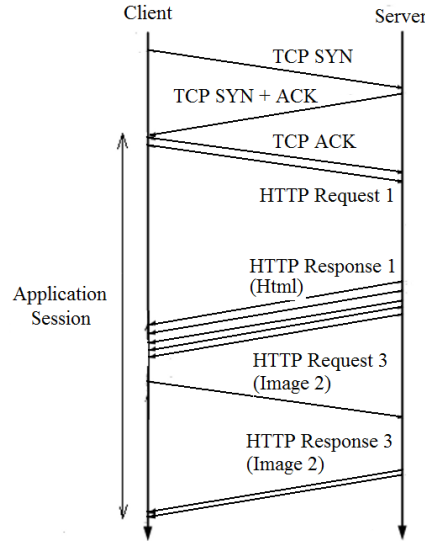 Client
Server
TCP SYN
TCP SYN + ACK
TCP ACK
HTTP Request 1
HTTP Response 1
(Html)
Application
Session
HTTP Request 3
(Image 2)
HTTP Response 3
(Image 2)